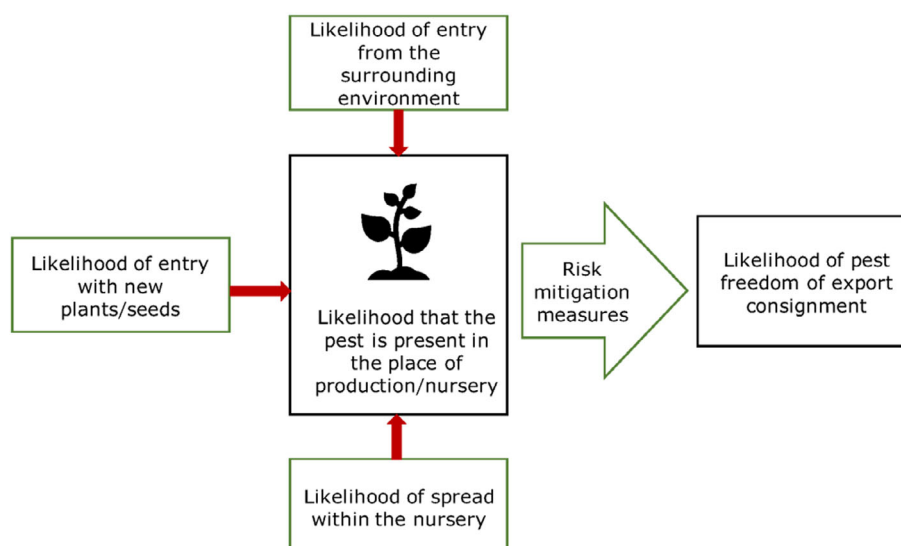 Likelihood of entry
from the
surrounding
environment
Likelihood of entry
with new
plants/seeds
Likelihood that the
pest is present in
the place of
production/nursery
Risk
mitigation
measures
Likelihood of pest
freedom of export
consignment
Likelihood of spread
within the nursery